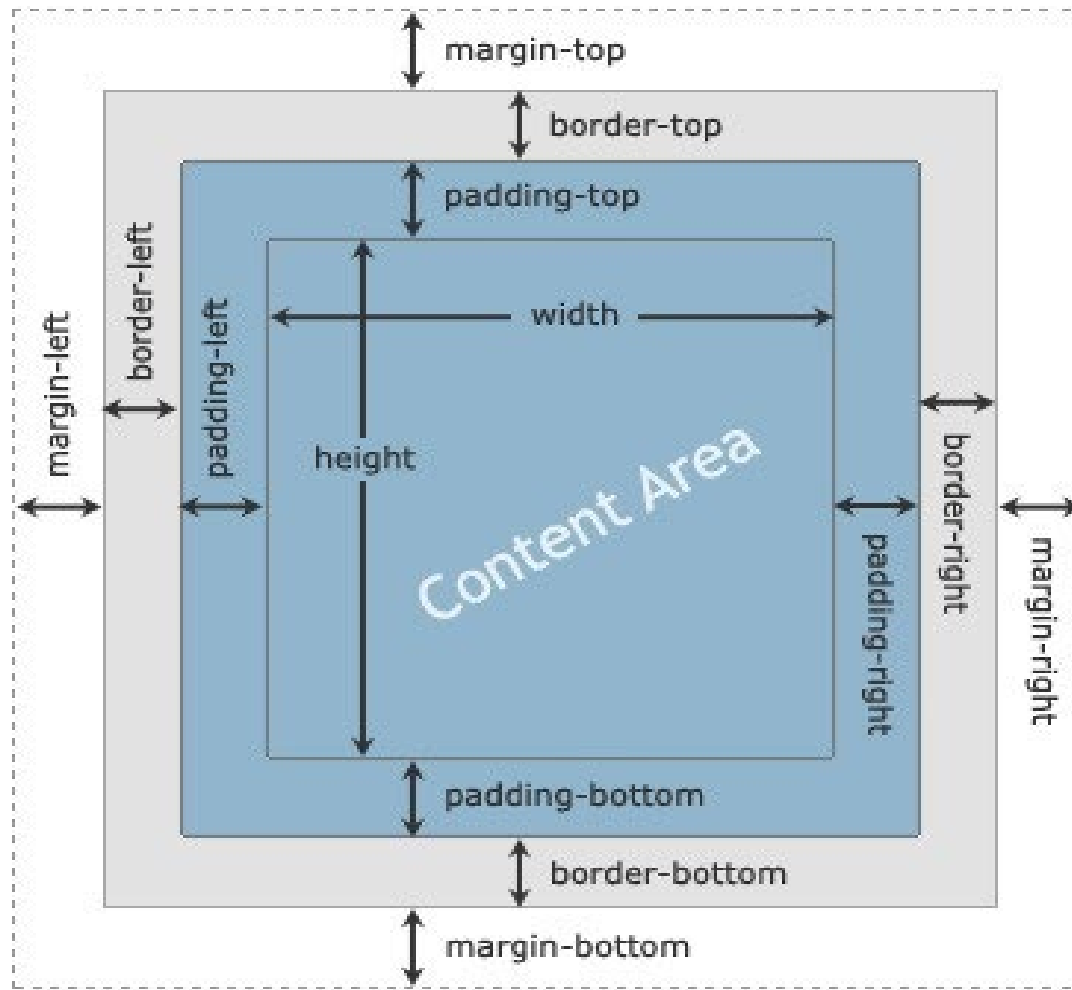 margin-top
border-top
padding-top
width
height
Content Area
margin-left
border-left
padding-left
padding-right
border-right
margin-right
padding-bottom
border-bottom
margin-bottom